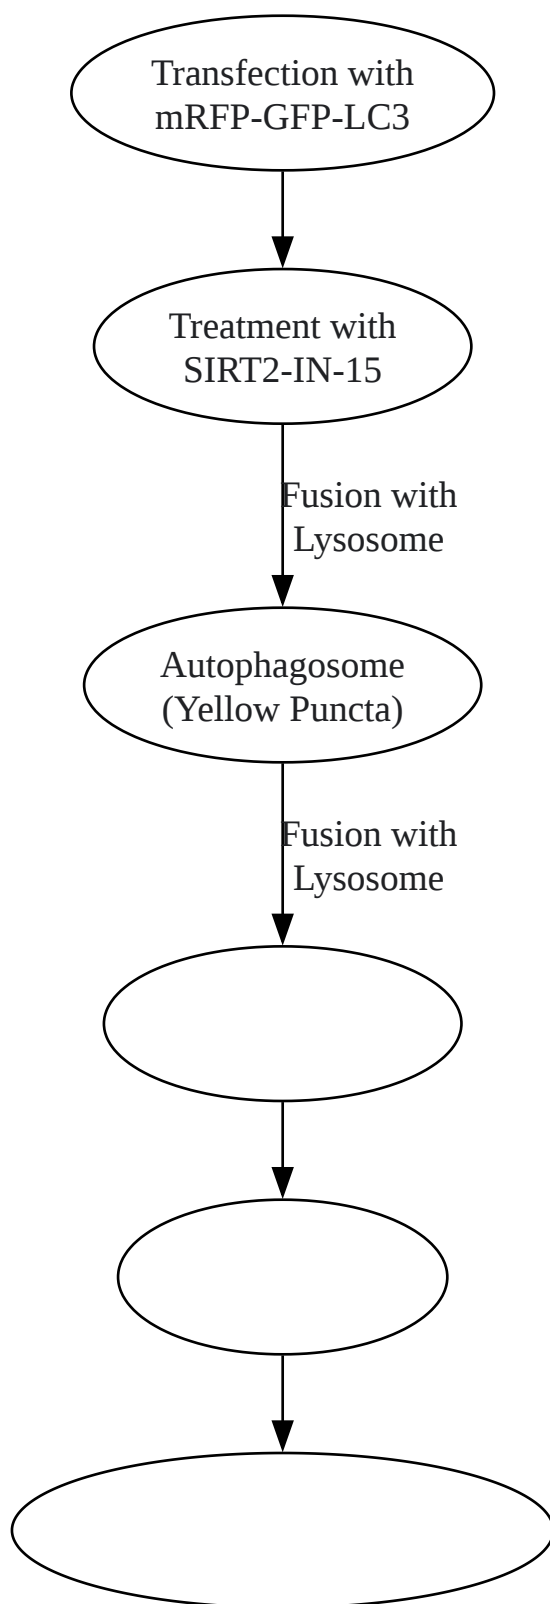 Transfection with
mRFP-GFP-LC3
Treatment with
SIRT2-IN-15
Fusion with
Lysosome
Autophagosome
(Yellow Puncta)
Fusion with
Lysosome